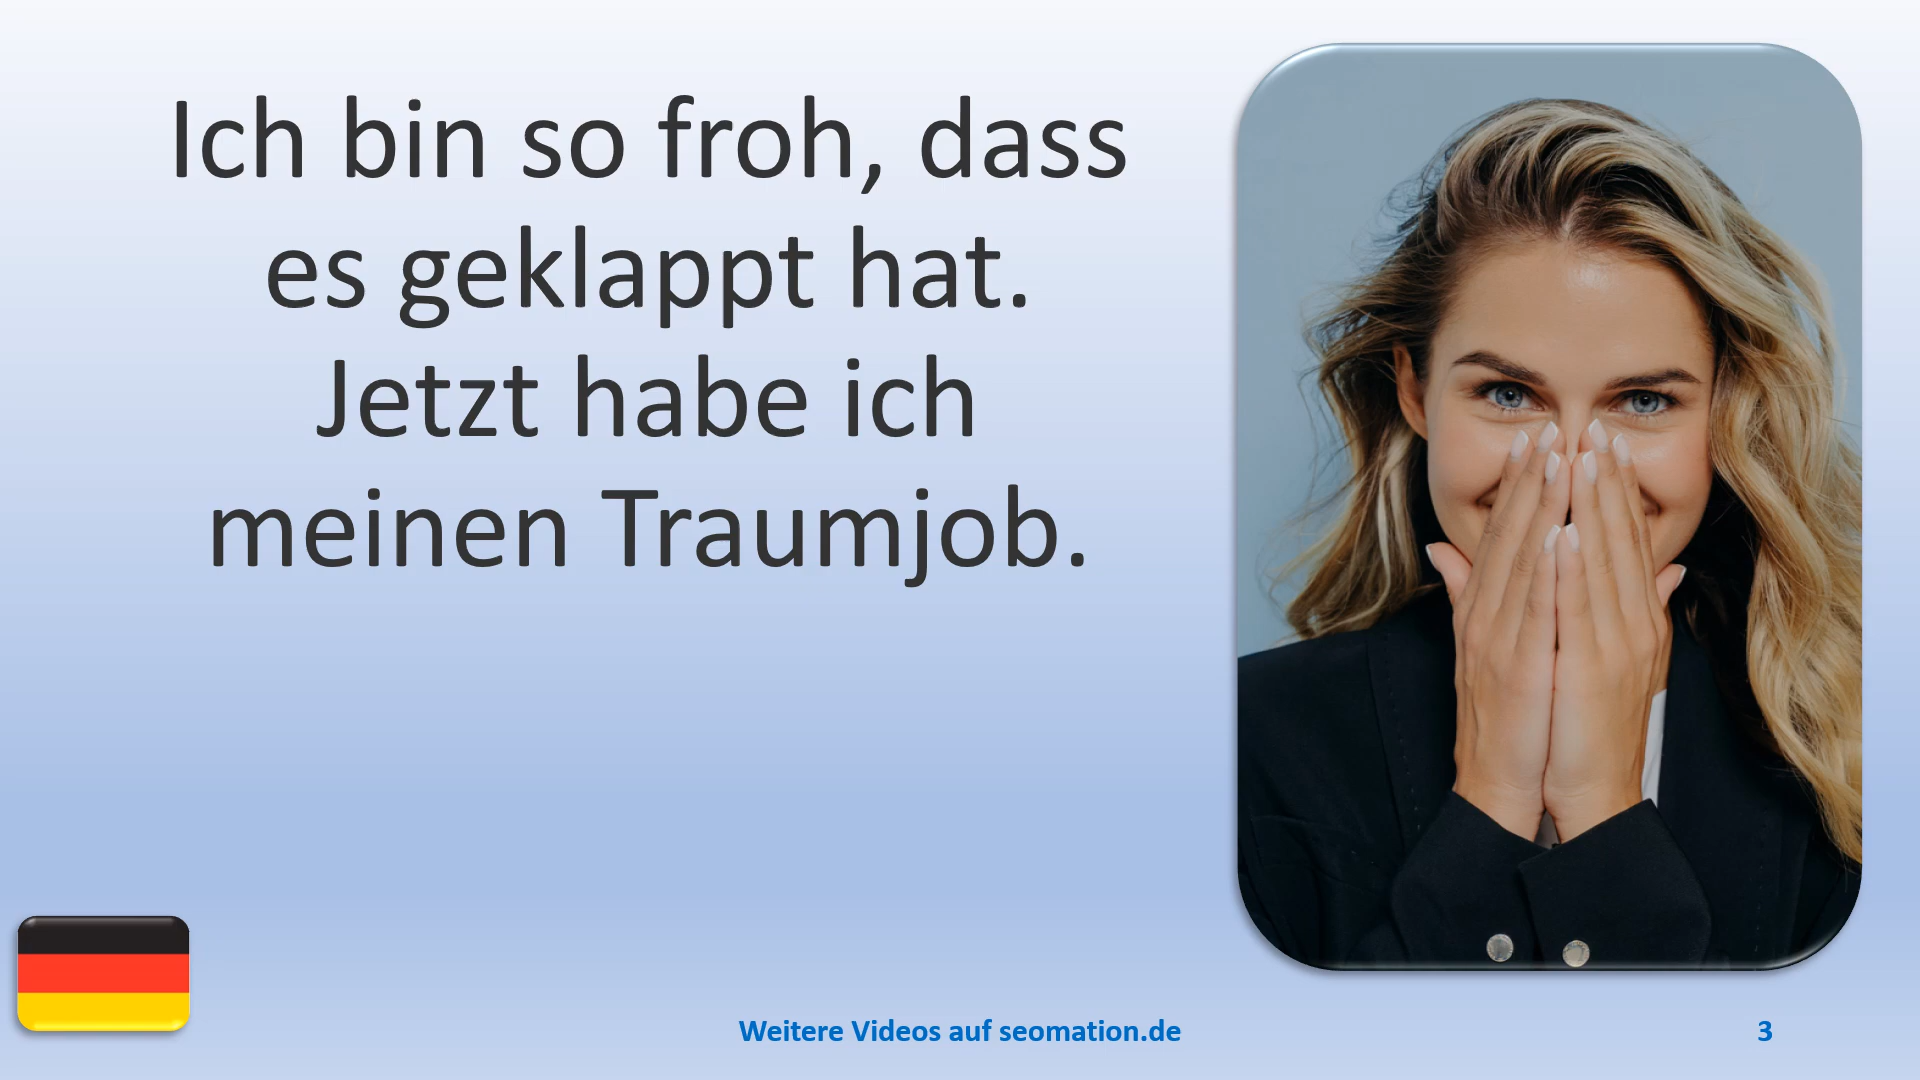 Ich bin so froh, dass
es geklappt hat.
Jetzt habe ich
meinen Traumjob.
Weitere Videos auf seomation.de
3